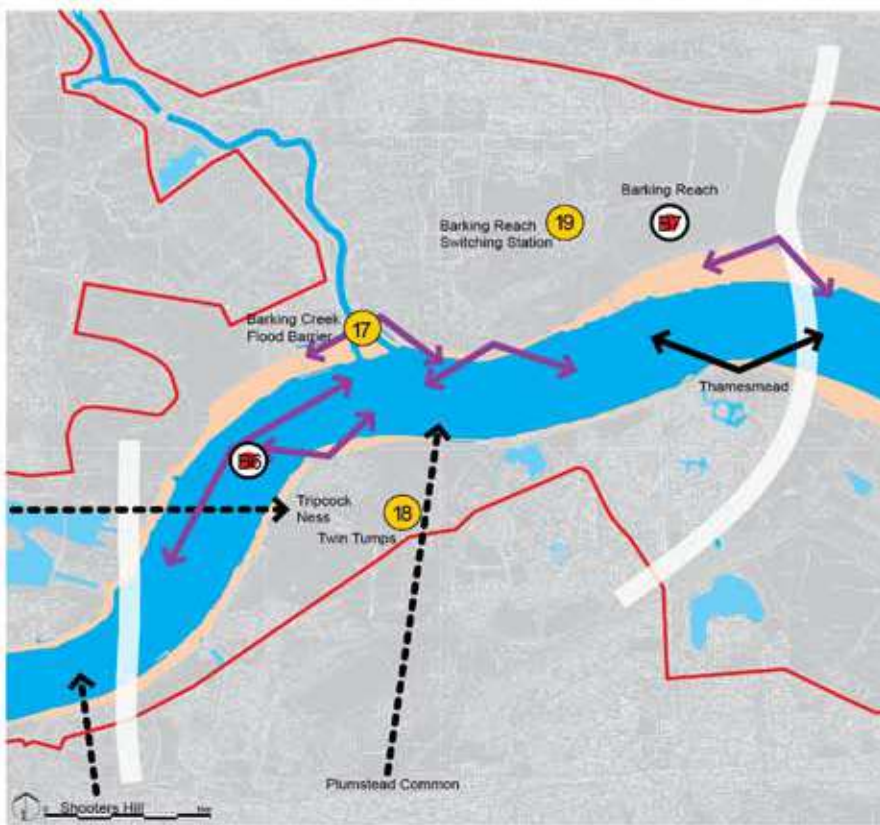 Barking Reach
19
Barking Reach
Switching Station
Barking Creek
Flood Barrier
17
Thamesmead
Tripcock
Ness
18
Twin Tumps
Plumstead Common
Shooters Hill